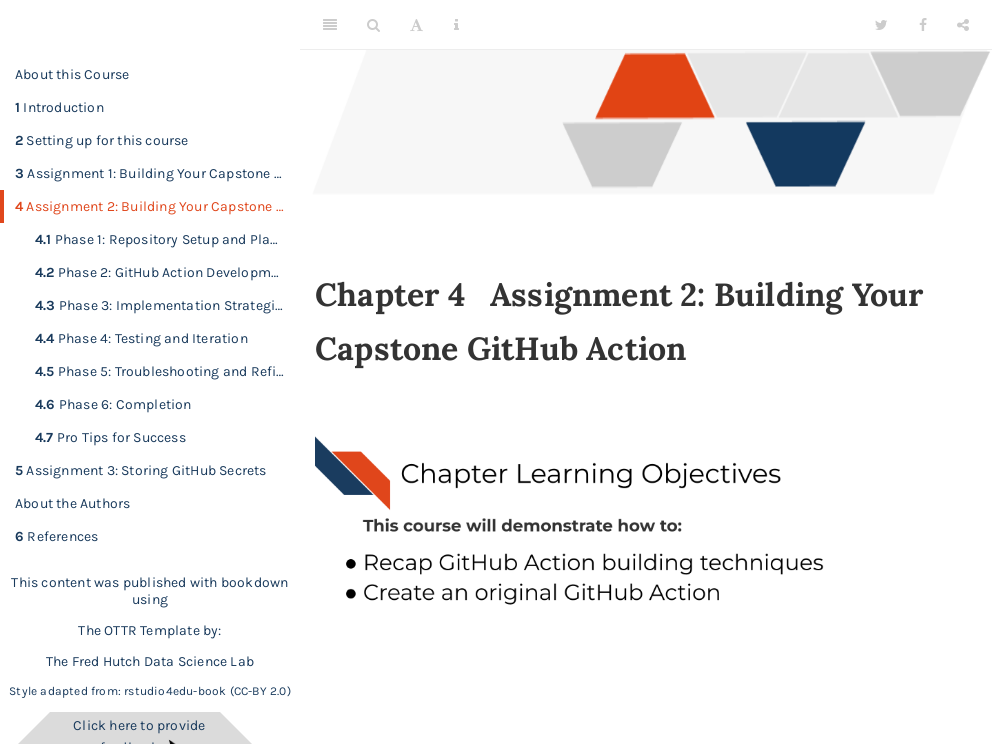 About this Course
1 Introduction
2 Setting up for this course
3 Assignment 1: Building Your Capstone ...
4 Assignment 2: Building Your Capstone ...
4.1 Phase 1: Repository Setup and Pla...
4.2 Phase 2: GitHub Action Developm...
4.3 Phase 3: Implementation Strategi...
4.4 Phase 4: Testing and Iteration
4.5 Phase 5: Troubleshooting and Refi...
4.6 Phase 6: Completion
4.7 Pro Tips for Success
5 Assignment 3: Storing GitHub Secrets
About the Authors
6 References
This content was published with bookdown
using
The OTTR Template by:
The Fred Hutch Data Science Lab
Style adapted from: rstudio4edu-book (CC-BY 2.0)
Click here to provide
Chapter 4 Assignment 2: Building Your
Capstone GitHub Action
Chapter Learning Objectives
This course will demonstrate how to:
● Recap GitHub Action building techniques
● Create an original GitHub Action